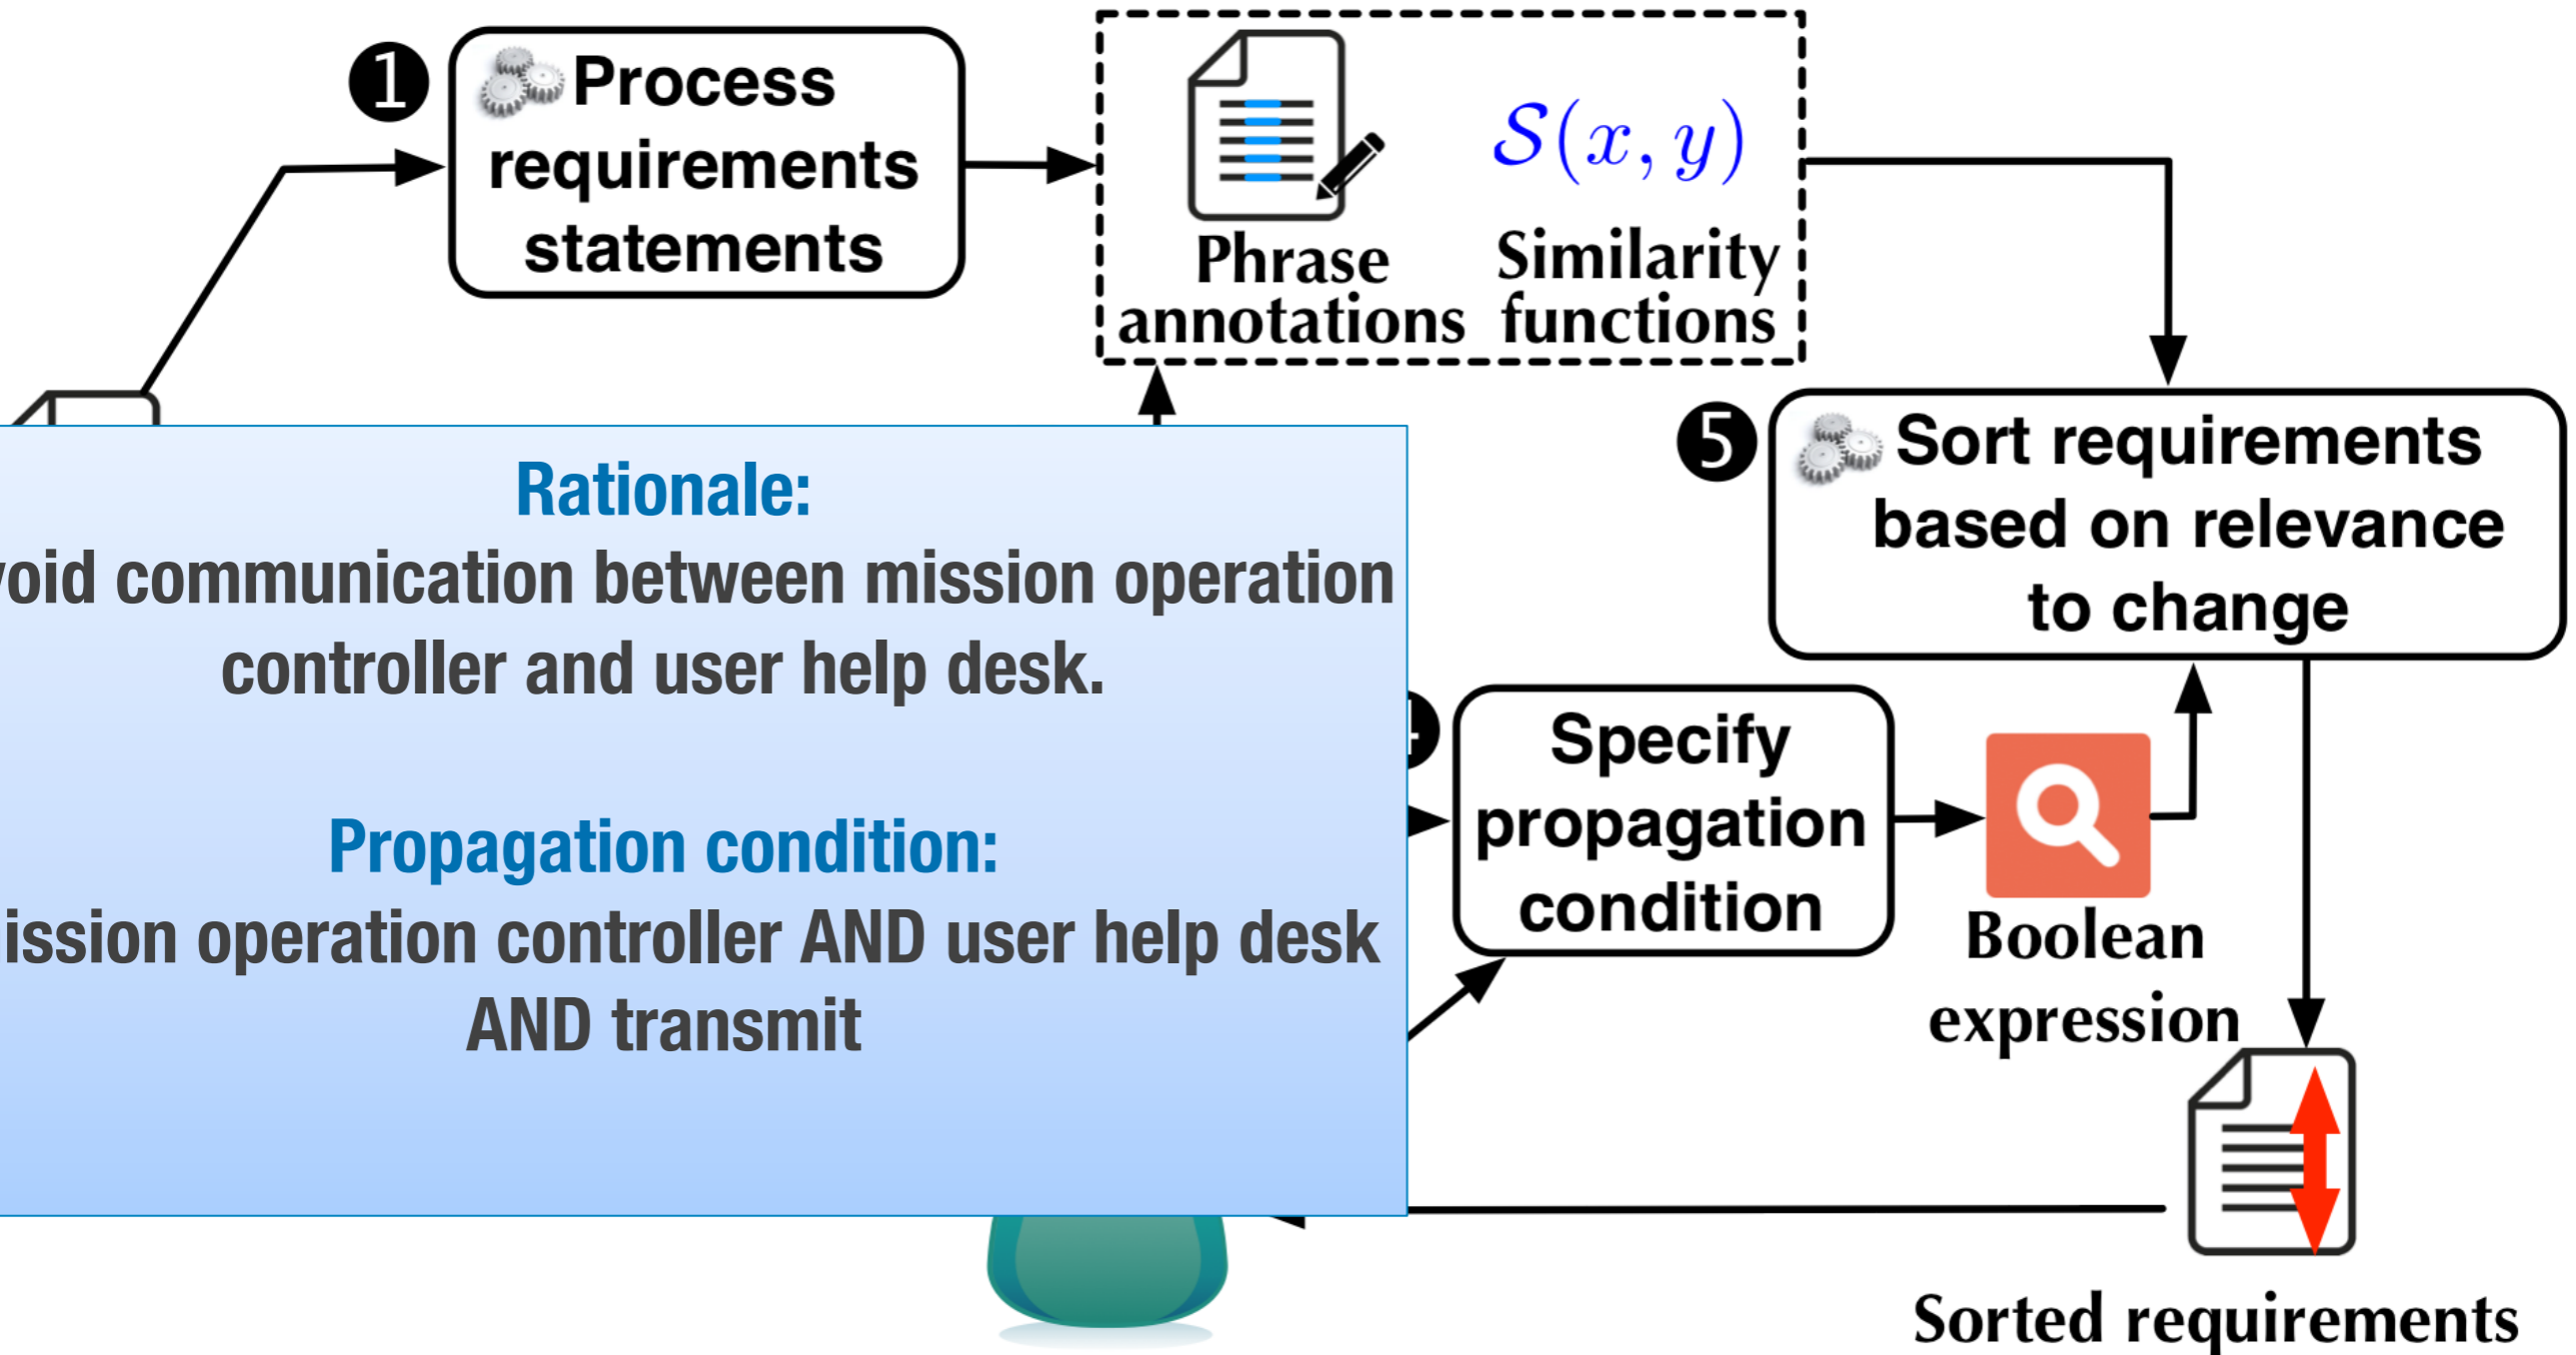 1
Process
requirements
statements
S(x, y)
Phrase
annotations
Similarity
functions
5
Sort requirements
based on relevance
to change
Rationale:
communication between mission operation
controller and user help desk.
Propagation condition:
operation controller AND user help desk
AND transmit
Specify
propagation
condition
Boolean
expression
Sorted requirements